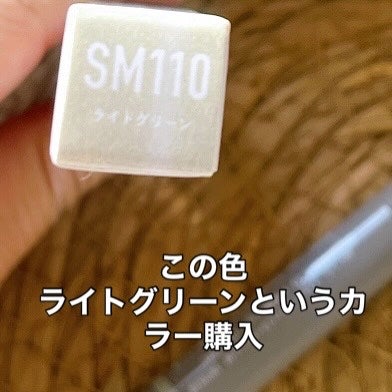 SM110
ライトグリーン
この色
ライトグリーンというカ
ラー購入